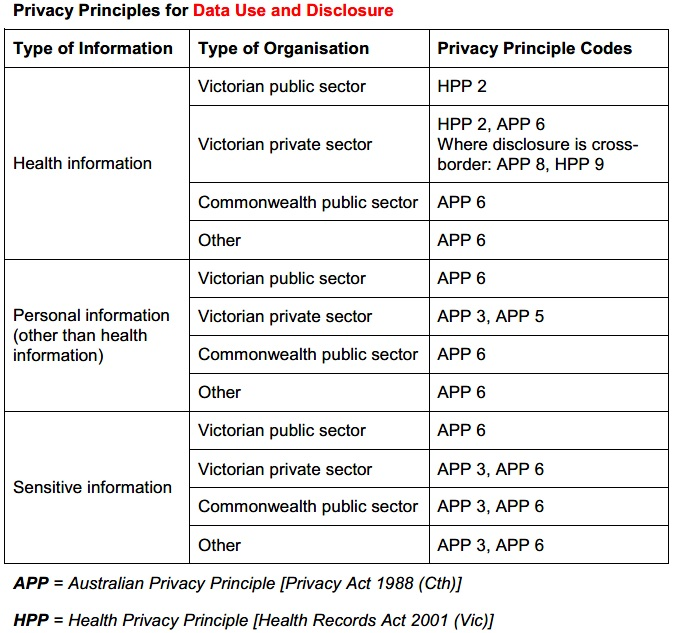 Privacy Principles for Data Use and Disclosure
Type of Information
Type of Organisation
Privacy Principle Codes
Health information
Victorian public sector
HPP 2
Victorian private sector
HPP 2, APP 6
Where disclosure is cross-
border: APP 8, HPP 9
Commonwealth public sector
APP 6
Other
APP 6
Personal information
(other than health
information)
Victorian public sector
APP 6
Victorian private sector
APP 3, APP 5
Commonwealth public sector
APP 6
Other
APP 6
Sensitive information
Victorian public sector
APP 6
Victorian private sector
APP 3, APP 6
Commonwealth public sector
APP 3, APP 6
Other
APP 3, APP 6
APP = Australian Privacy Principle [Privacy Act 1988 (Cth)]
HPP = Health Privacy Principle [Health Records Act 2001 (Vic)]